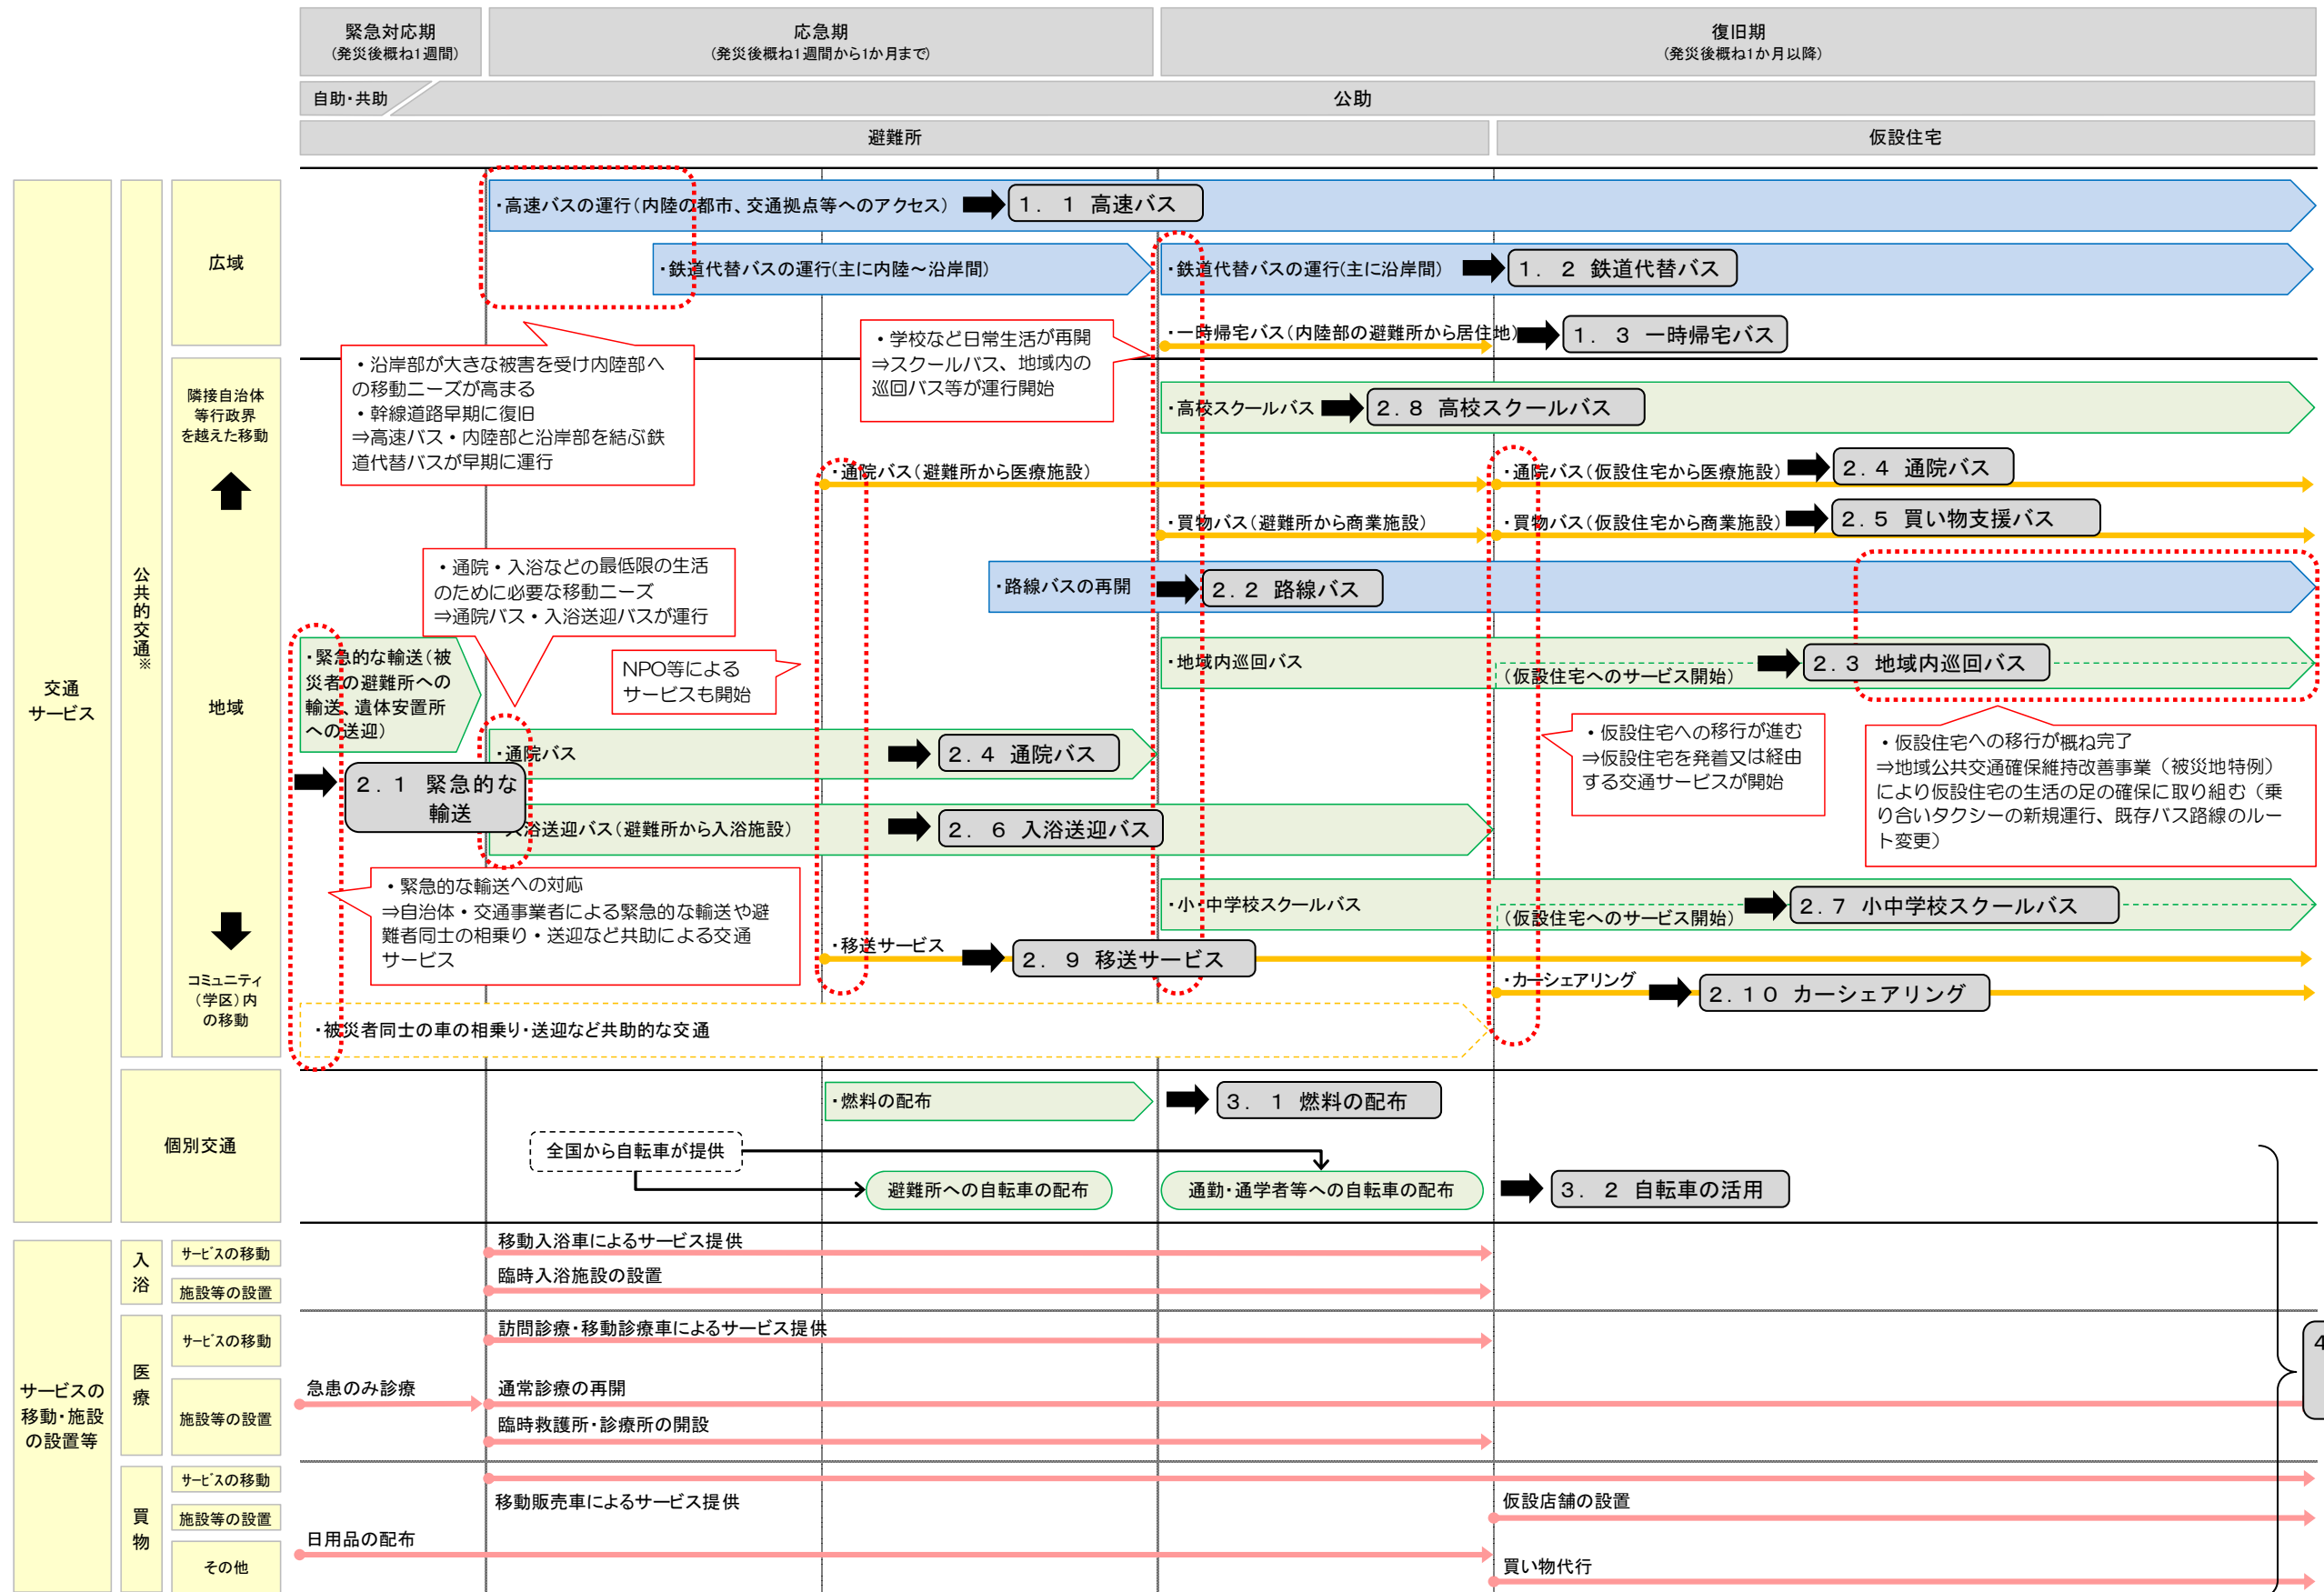 緊急対応期
(発災後概ね1週間)
応急期
(発災後概ね1週間から1か月まで)
復旧期
(発災後概ね1か月以降)
自助・共助
公助
避難所
仮設住宅
交通
サービス
公共的交通※
広域
・高速バスの運行(内陸の都市、交通拠点等へのアクセス)
1.1 高速バス
・鉄道代替バスの運行(主に内陸～沿岸間)
・鉄道代替バスの運行(主に沿岸間)
1.2 鉄道代替バス
・一時帰宅バス(内陸部の避難所から居住地)
1.3 一時帰宅バス
・沿岸部が大きな被害を受け内陸部へ
の移動ニーズが高まる
・幹線道路早期に復旧
⇒高速バス・内陸部と沿岸部を結ぶ鉄
道代替バスが早期に運行
・学校など日常生活が再開
⇒スクールバス、地域内の
巡回バス等が運行開始
隣接自治体
等行政界
を越えた移動
地域
コミュニティ
(学区)内
の移動
・高校スクールバス
2.8 高校スクールバス
・通院バス(避難所から医療施設)
・通院バス(仮設住宅から医療施設)
2.4 通院バス
・買物バス(避難所から商業施設)
・買物バス(仮設住宅から商業施設)
2.5 買い物支援バス
・通院・入浴などの最低限の生活
のために必要な移動ニーズ
⇒通院バス・入浴送迎バスが運行
・路線バスの再開
2.2 路線バス
・緊急的な輸送(被
災者の避難所への
輸送、遺体安置所
への送迎)
NPO等による
サービスも開始
・地域内巡回バス
(仮設住宅へのサービス開始)
2.3 地域内巡回バス
2.1 緊急的な
輸送
・通院バス
2.4 通院バス
・仮設住宅への移行が進む
⇒仮設住宅を発着又は経由
する交通サービスが開始
・仮設住宅への移行が概ね完了
⇒地域公共交通確保維持改善事業（被災地特例）
により仮設住宅の生活の足の確保に取り組む（乗
り合いタクシーの新規運行、既存バス路線のルー
ト変更）
入浴送迎バス(避難所から入浴施設)
2.6 入浴送迎バス
・緊急的な輸送への対応
⇒自治体・交通事業者による緊急的な輸送や避
難者同士の相乗り・送迎など共助による交通
サービス
・小・中学校スクールバス
(仮設住宅へのサービス開始)
2.7 小中学校スクールバス
・移送サービス
2.9 移送サービス
・カーシェアリング
2.10 カーシェアリング
・被災者同士の車の相乗り・送迎など共助的な交通
個別交通
・燃料の配布
3.1 燃料の配布
全国から自転車が提供
避難所への自転車の配布
通勤・通学者等への自転車の配布
3.2 自転車の活用
サービスの
移動・施設
の設置等
入浴
サービスの移動
移動入浴車によるサービス提供
施設等の設置
臨時入浴施設の設置
医療
サービスの移動
訪問診療・移動診療車によるサービス提供
施設等の設置
急患のみ診療
通常診療の再開
臨時救護所・診療所の開設
4
買物
サービスの移動
移動販売車によるサービス提供
施設等の設置
仮設店舗の設置
その他
日用品の配布
買い物代行